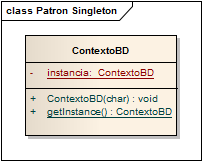 class Patron Singleton
ContextoBD
- instancia: ContextoBD
+ ContextoBD(char) : void
+ getInstance() : ContextoBD